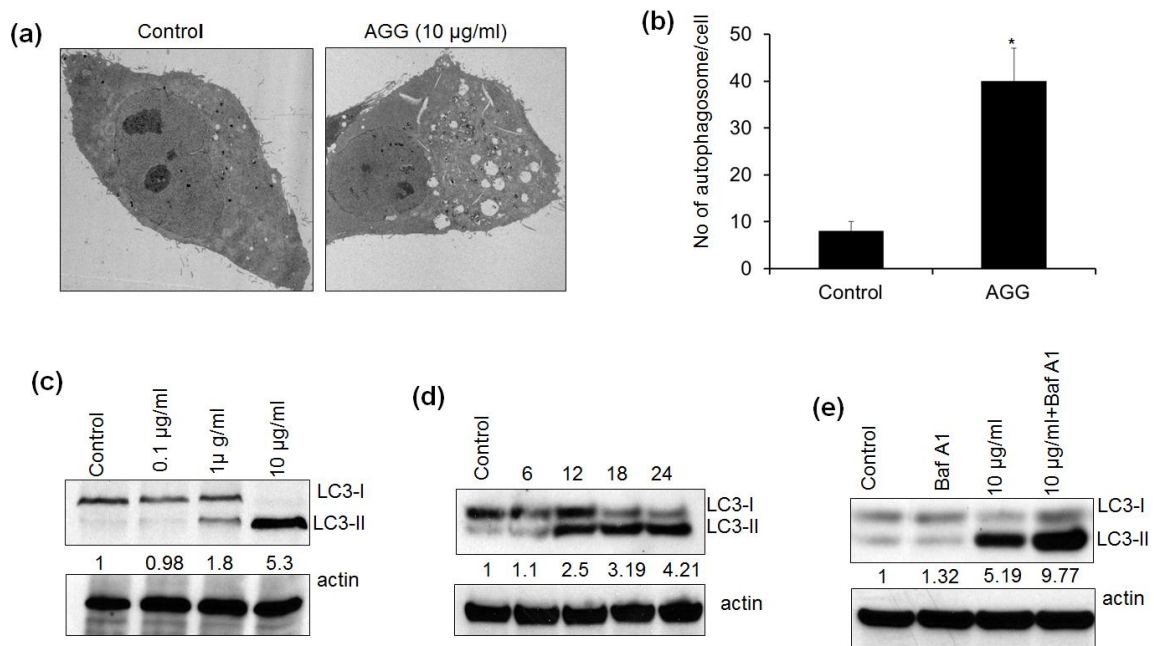 (a)
Control
AGG (10 µg/ml)
(b)
No of autophagosome/cell
50
40
30
20
10
0
*
Control
AGG
(c)
Control
0.1 µg/ml
1µ g/ml
10 µg/ml
LC3-I
LC3-II
1 0.98 1.8 5.3
actin
(d)
Control
6 12 18 24
LC3-I
LC3-II
1 1.1 2.5 3.19 4.21
actin
(e)
Control
Baf A1
10 µg/ml
10 µg/ml+Baf A1
LC3-I
LC3-II
1 1.32 5.19 9.77
actin